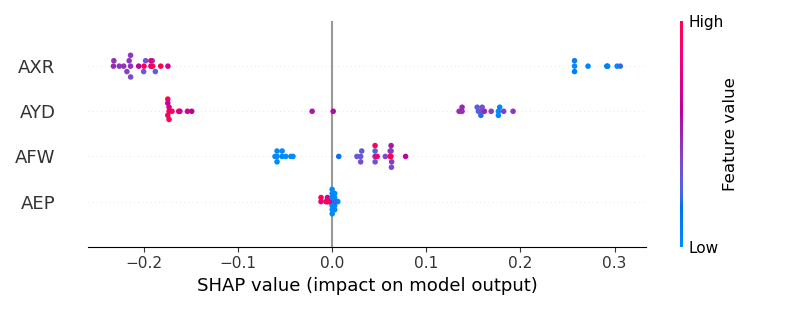 High
AXR
AYD
AFW
AEP
Feature value
Low
−0.2 −0.1 0.0 0.1 0.2 0.3
SHAP value (impact on model output)